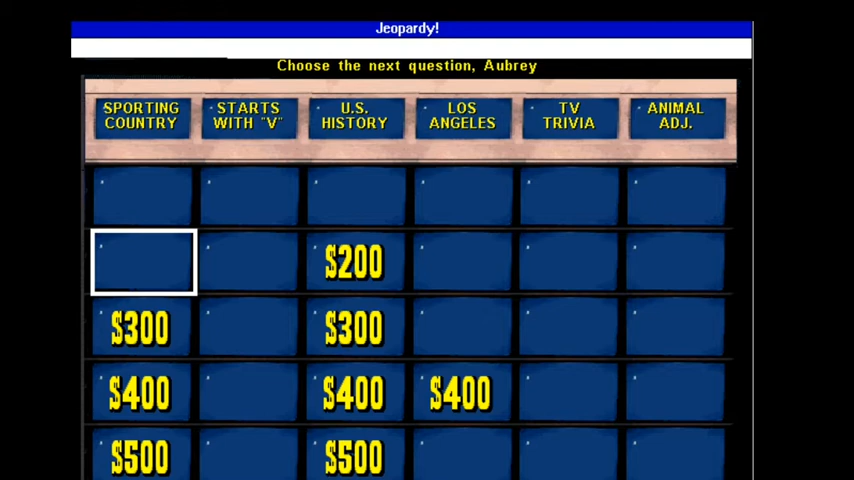 Jeopardy!
Choose the next question, Aubrey
SPORTING COUNTRY
STARTS WITH "V"
U.S. HISTORY
LOS ANGELES
TV TRIVIA
ANIMAL ADJ.
$200
$300 $300
$400 $400 $400
$500 $500